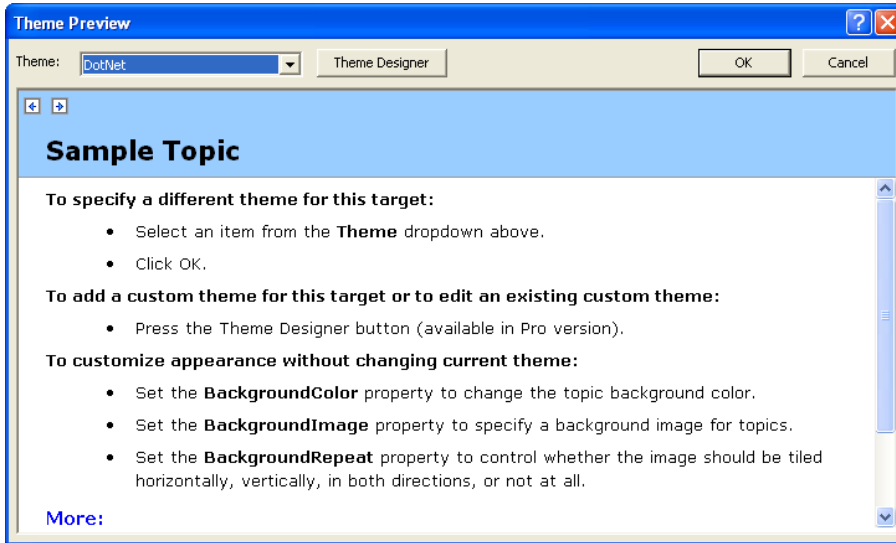 Theme Preview
Theme: DotNet Theme Designer OK Cancel
Sample Topic
To specify a different theme for this target:
• Select an item from the Theme dropdown above.
• Click OK.
To add a custom theme for this target or to edit an existing custom theme:
• Press the Theme Designer button (available in Pro version).
To customize appearance without changing current theme:
• Set the BackgroundColor property to change the topic background color.
• Set the BackgroundImage property to specify a background image for topics.
• Set the BackgroundRepeat property to control whether the image should be tiled
horizontally, vertically, in both directions, or not at all.
More: